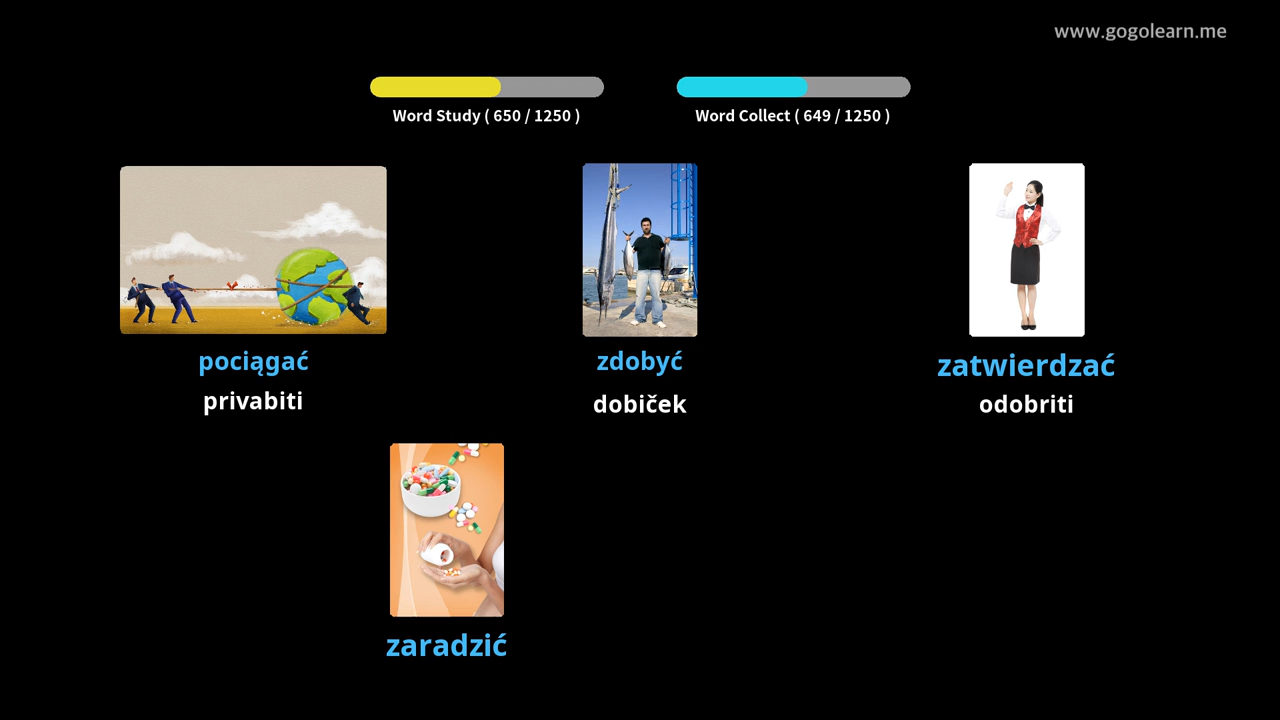 www.gogolearn.me
Word Study ( 650 / 1250 )
Word Collect ( 649 / 1250 )
pociągać
privabiti
zdobyć
dobiček
zatwierdzać
odobriti
zaradzić